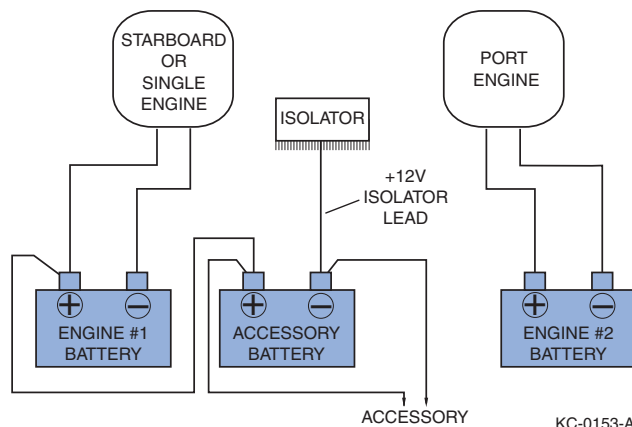 STARBOARD
OR
SINGLE
ENGINE
PORT
ENGINE
ISOLATOR
+12V
ISOLATOR
LEAD
+
−
ENGINE #1
BATTERY
+
−
ACCESSORY
BATTERY
+
−
ENGINE #2
BATTERY
ACCESSORY
KC-0153-A